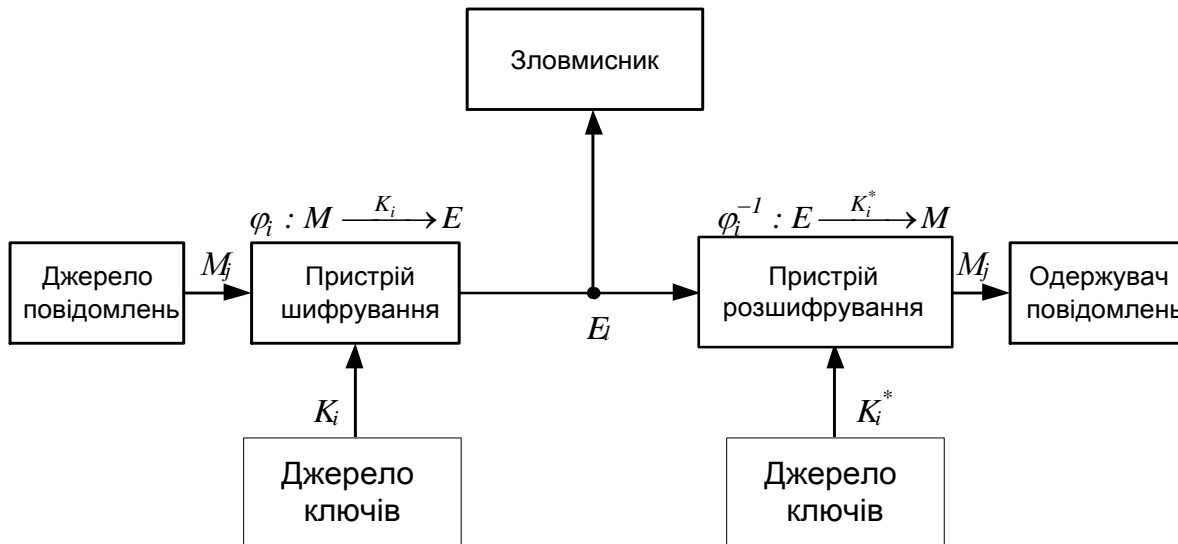 Зловмисник
φᵢ : M —Kᵢ→ E
φᵢ⁻¹ : E —Kᵢ*→ M
Джерело
повідомлень
Mⱼ
Пристрій
шифрування
Eᵢ
Пристрій
розшифрування
Mⱼ
Одержувач
повідомлень
Kᵢ
Kᵢ*
Джерело
ключів
Джерело
ключів